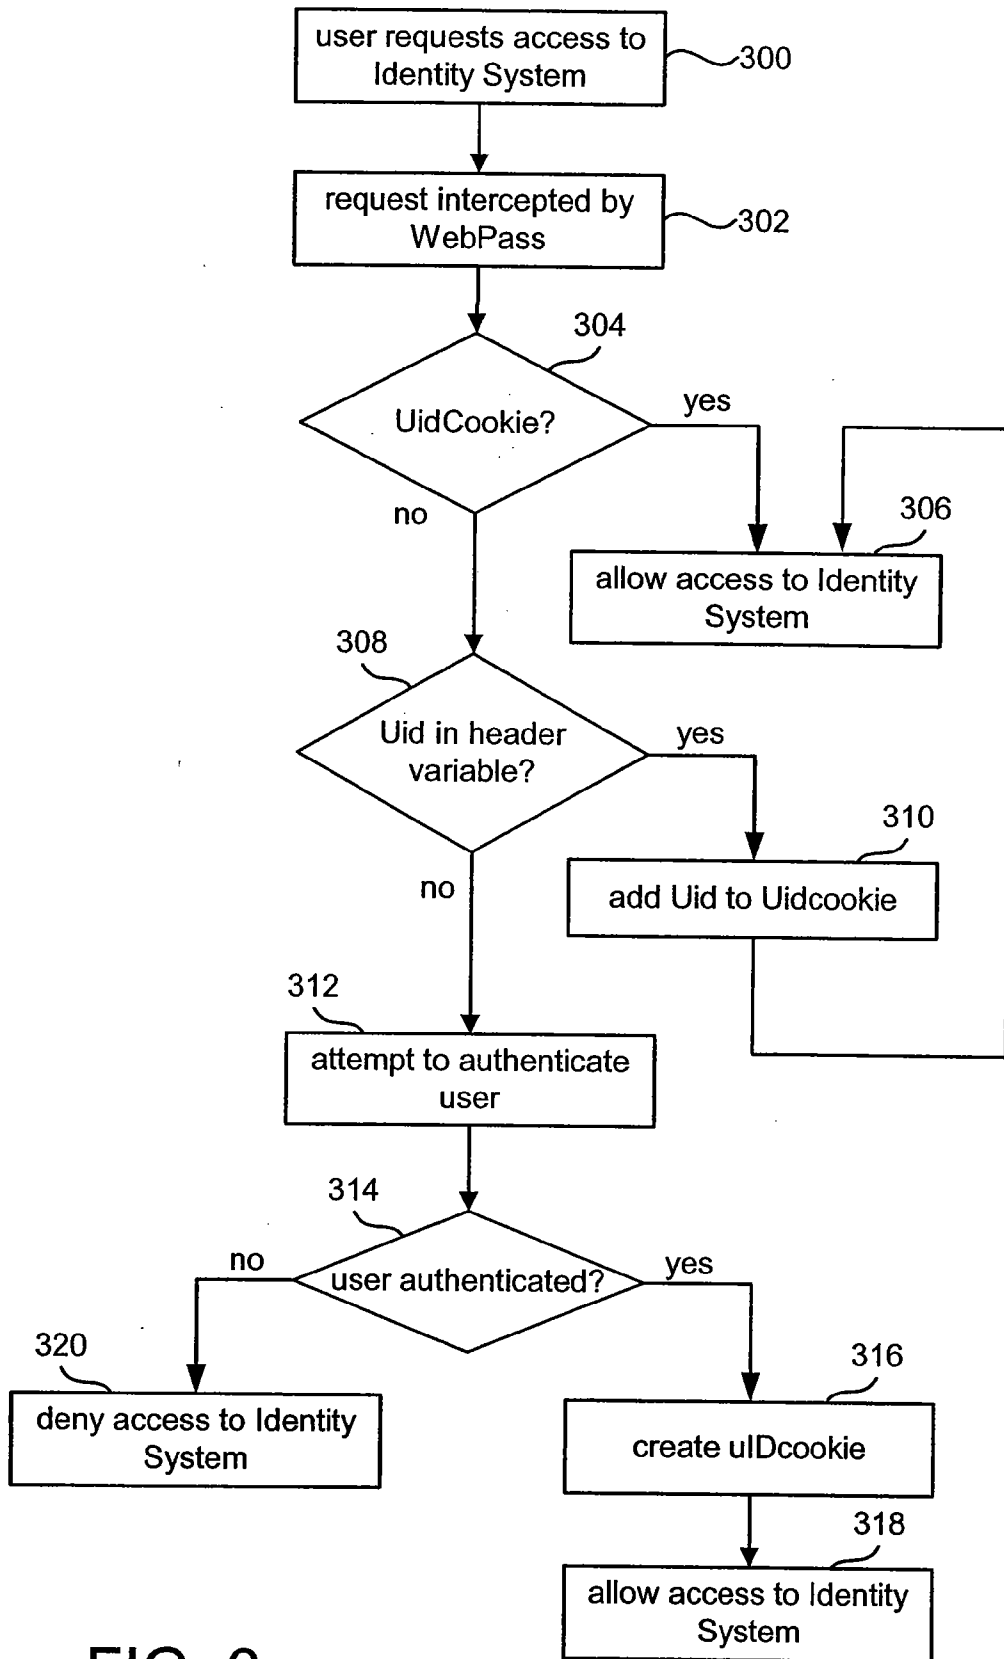 user requests access to
Identity System
300
request intercepted by
WebPass
302
304
UidCookie?
yes
no
306
allow access to Identity
System
308
Uid in header
variable?
yes
no
310
add Uid to Uidcookie
312
attempt to authenticate
user
314
no
user authenticated?
yes
320
deny access to Identity
System
316
create uIDcookie
318
allow access to Identity
System
FIG.